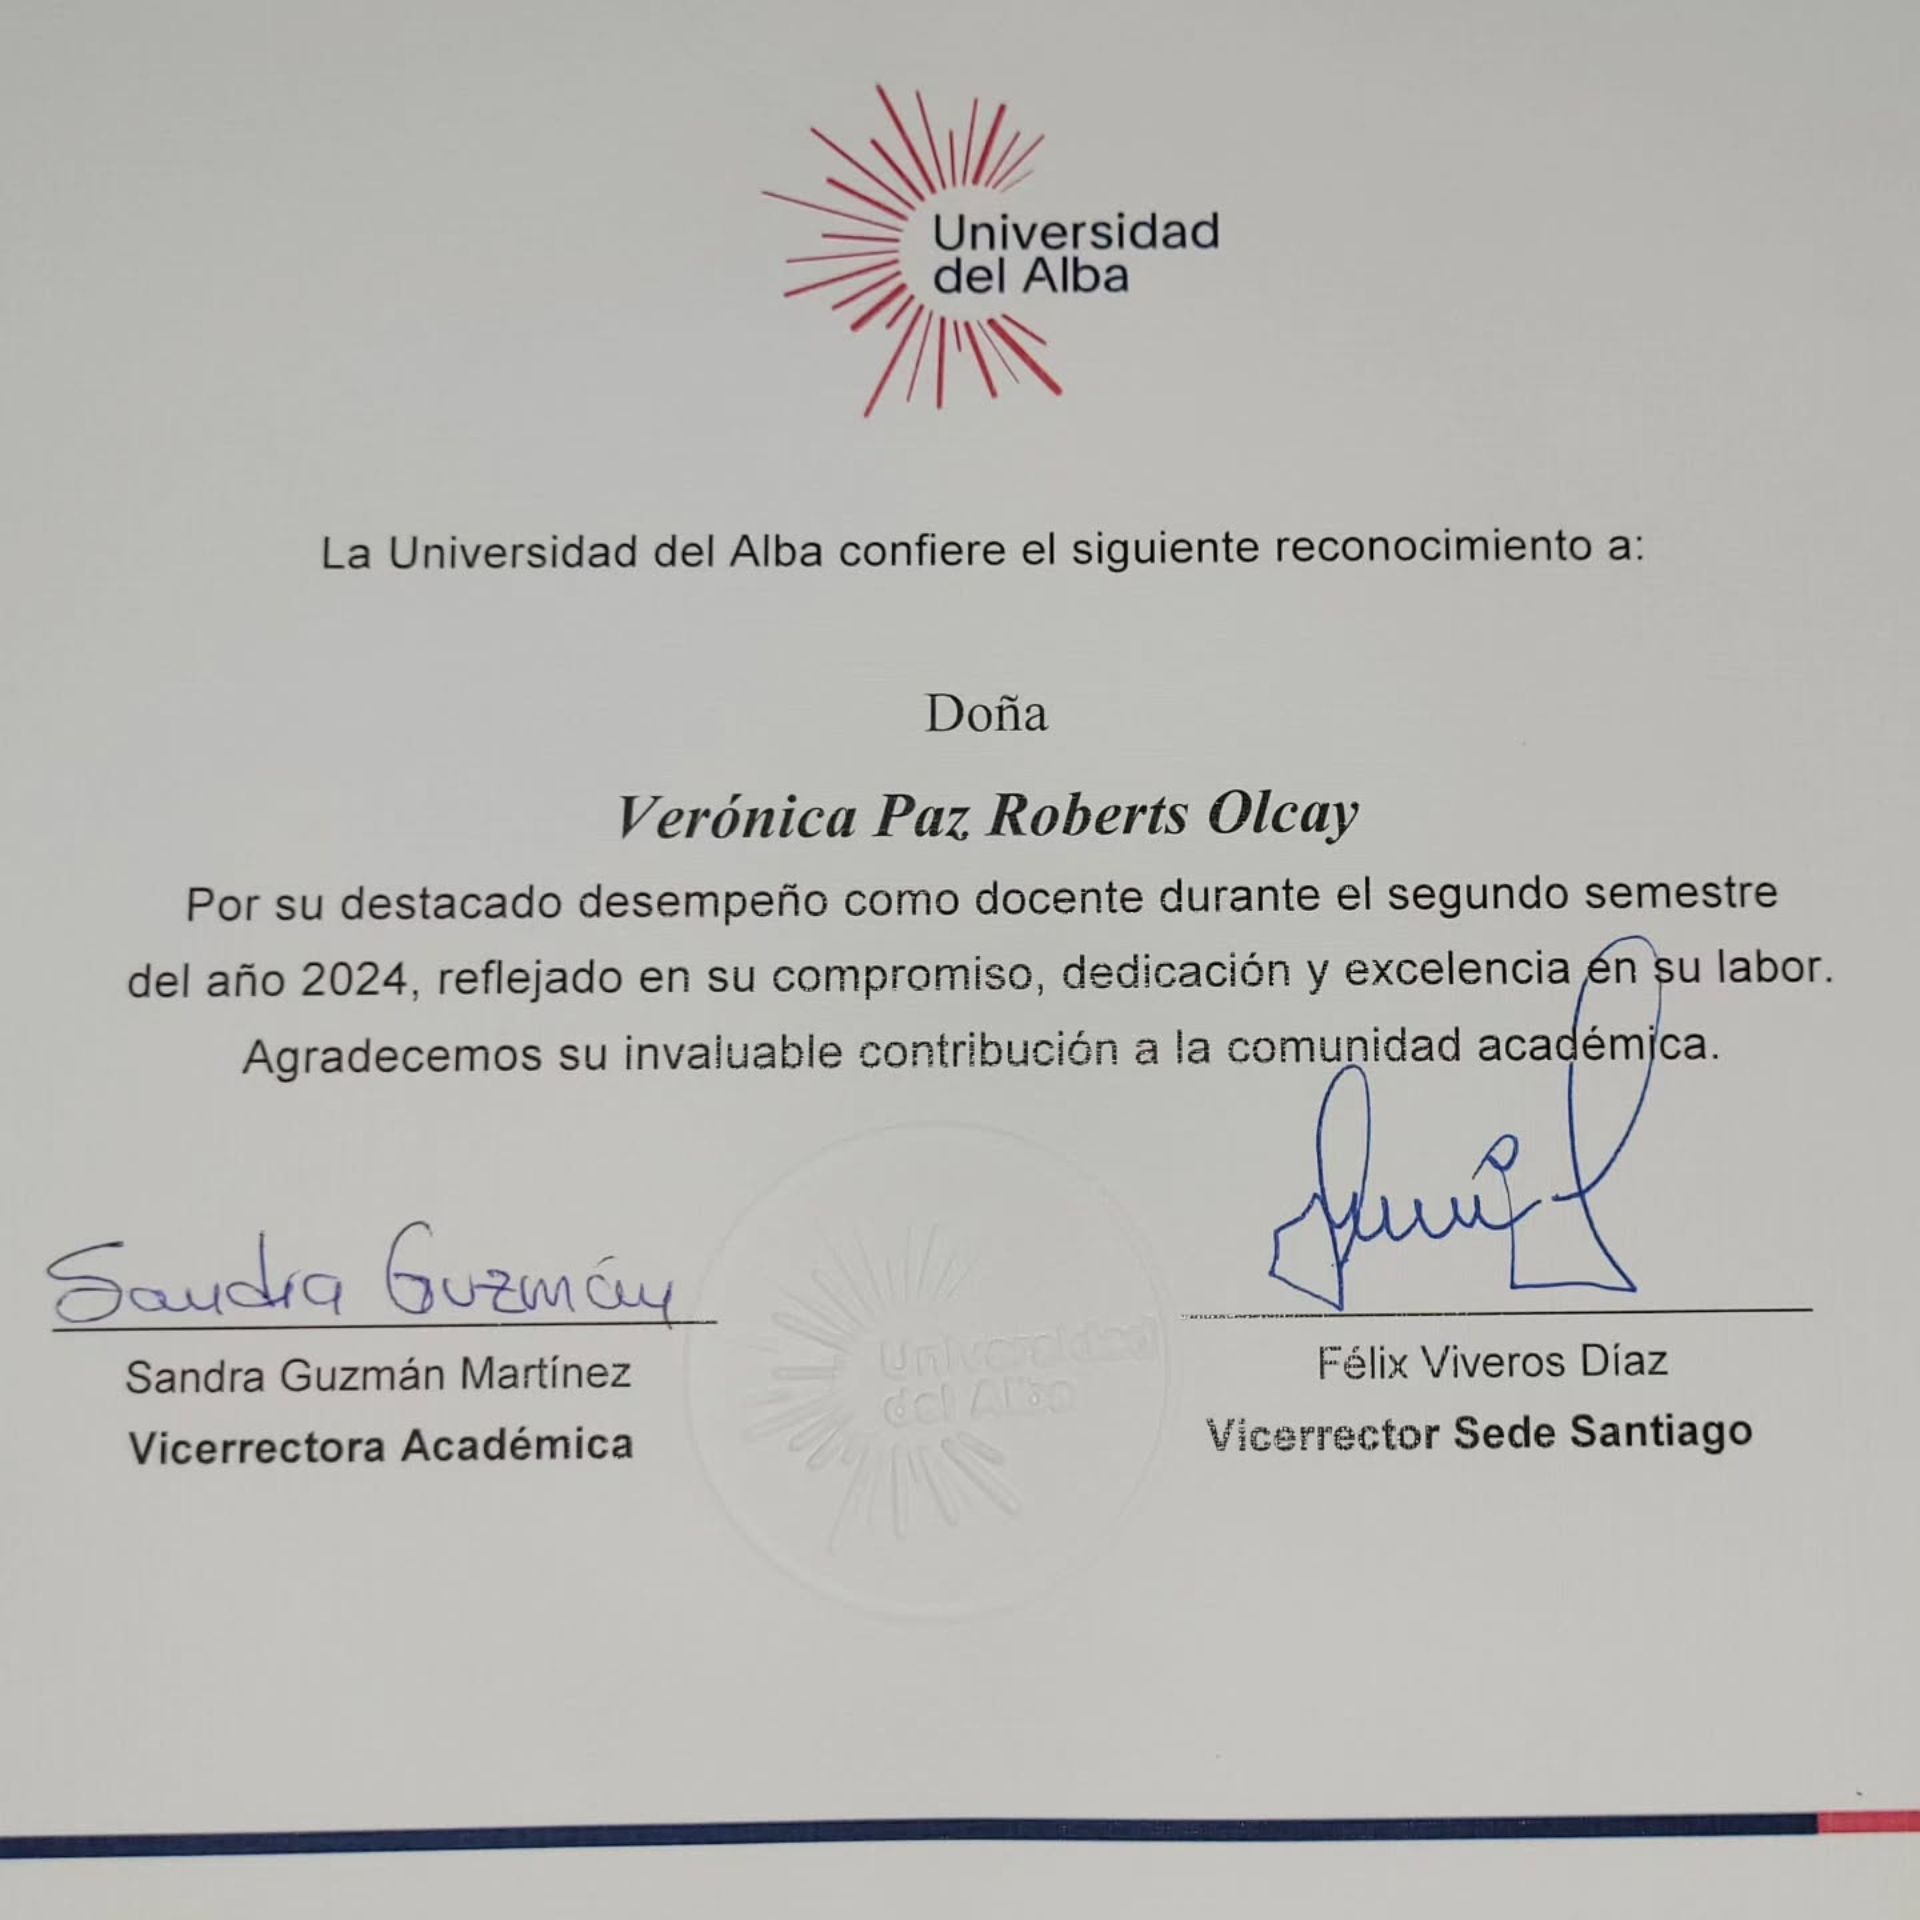 Universidad
del Alba
La Universidad del Alba confiere el siguiente reconocimiento a:
Doña
Verónica Paz Roberts Olcay
Por su destacado desempeño como docente durante el segundo semestre
del año 2024, reflejado en su compromiso, dedicación y excelencia en su labor.
Agradecemos su invaluable contribución a la comunidad académica.
Sandra Guzmán
Sandra Guzmán Martínez
Vicerrectora Académica
Universidad
del Alba
Félix Viveros Díaz
Vicerrector Sede Santiago